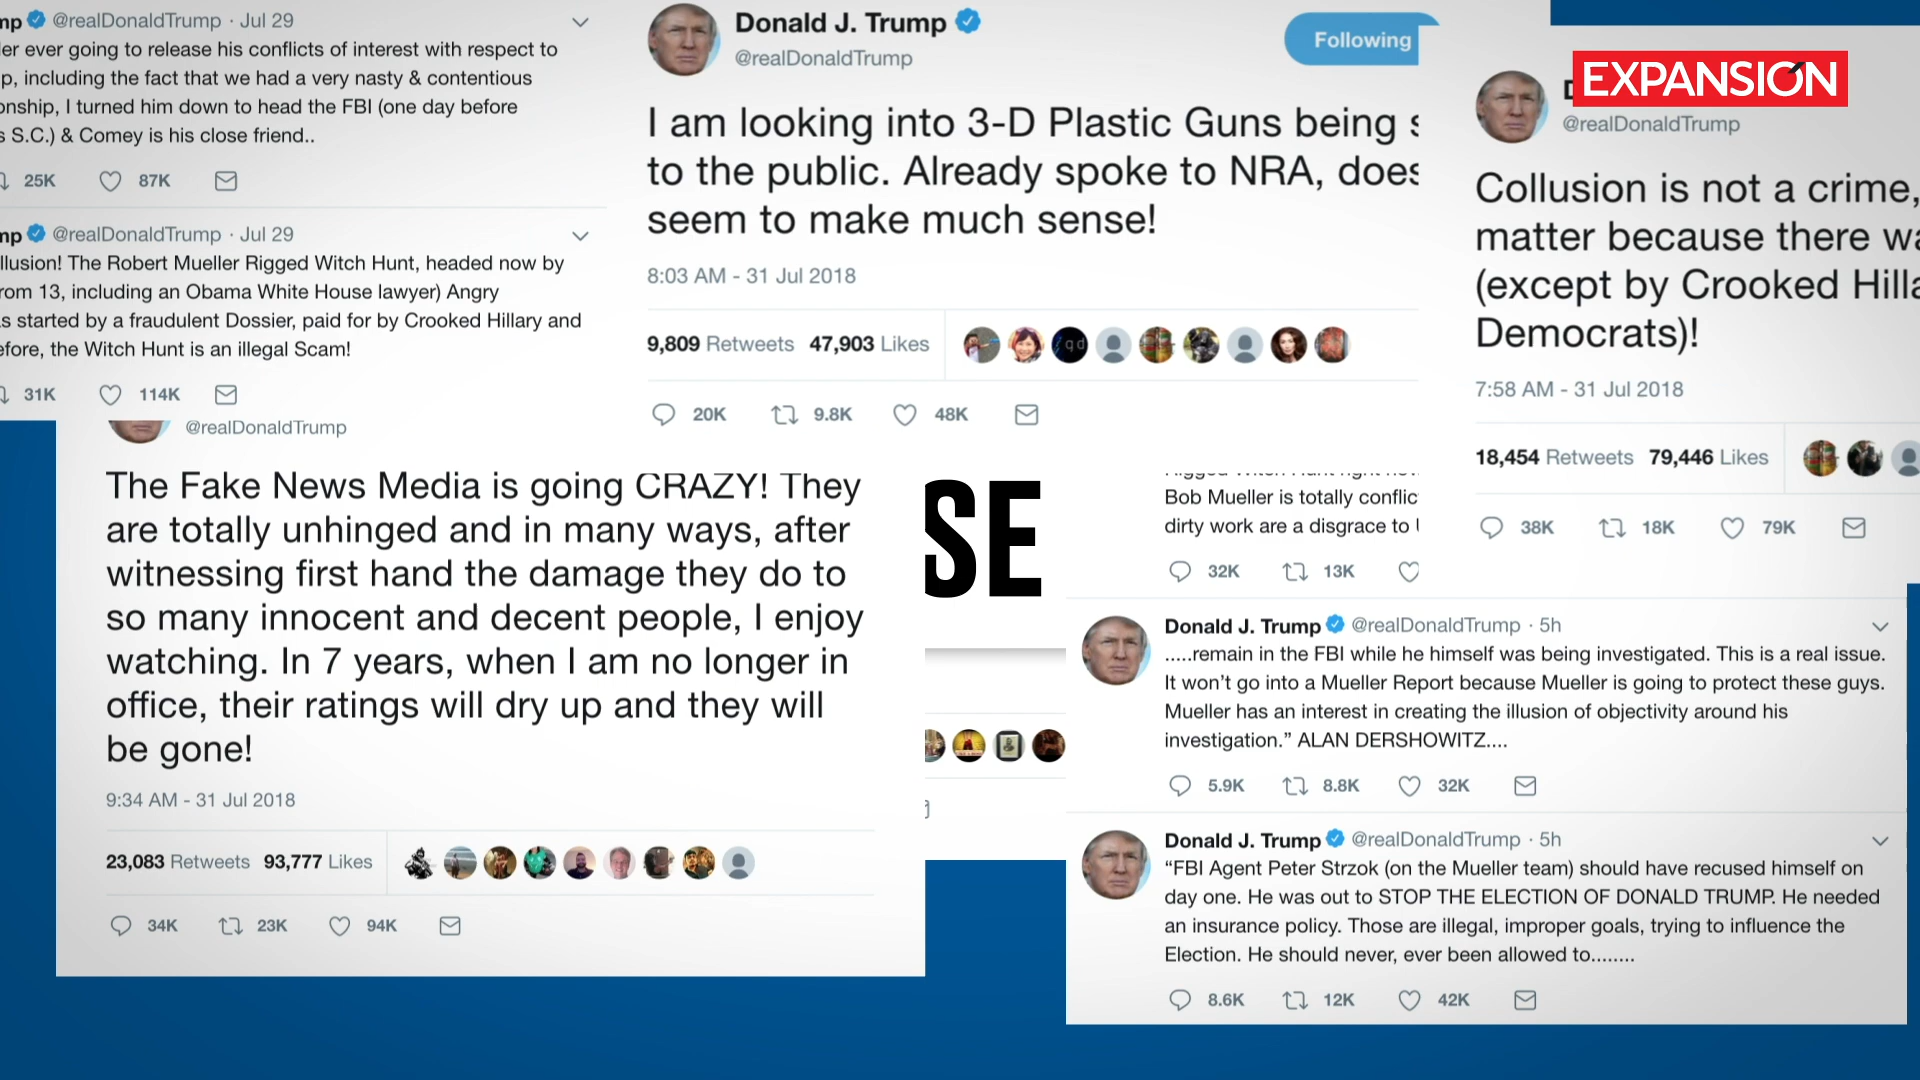 mp @realDonaldTrump · Jul 29
ler ever going to release his conflicts of interest with respect to
p, including the fact that we had a very nasty & contentious
onship, I turned him down to head the FBI (one day before
s S.C.) & Comey is his close friend..
25K 87K
mp @realDonaldTrump · Jul 29
llusion! The Robert Mueller Rigged Witch Hunt, headed now by
rom 13, including an Obama White House lawyer) Angry
s started by a fraudulent Dossier, paid for by Crooked Hillary and
efore, the Witch Hunt is an illegal Scam!
31K 114K
Donald J. Trump
@realDonaldTrump
Following
I am looking into 3-D Plastic Guns being s
to the public. Already spoke to NRA, does
seem to make much sense!
8:03 AM - 31 Jul 2018
9,809 Retweets 47,903 Likes
qd
20K 9.8K 48K
EXPANSIÓN
@realDonaldTrump
Collusion is not a crime,
matter because there wa
(except by Crooked Hilla
Democrats)!
7:58 AM - 31 Jul 2018
18,454 Retweets 79,446 Likes
38K 18K 79K
@realDonaldTrump
The Fake News Media is going CRAZY! They
are totally unhinged and in many ways, after
witnessing first hand the damage they do to
so many innocent and decent people, I enjoy
watching. In 7 years, when I am no longer in
office, their ratings will dry up and they will
be gone!
9:34 AM - 31 Jul 2018
23,083 Retweets 93,777 Likes
34K 23K 94K
SE
Bob Mueller is totally conflic
dirty work are a disgrace to
32K 13K
Donald J. Trump @realDonaldTrump · 5h
.....remain in the FBI while he himself was being investigated. This is a real issue.
It won’t go into a Mueller Report because Mueller is going to protect these guys.
Mueller has an interest in creating the illusion of objectivity around his
investigation.” ALAN DERSHOWITZ....
5.9K 8.8K 32K
Donald J. Trump @realDonaldTrump · 5h
“FBI Agent Peter Strzok (on the Mueller team) should have recused himself on
day one. He was out to STOP THE ELECTION OF DONALD TRUMP. He needed
an insurance policy. Those are illegal, improper goals, trying to influence the
Election. He should never, ever been allowed to........
8.6K 12K 42K